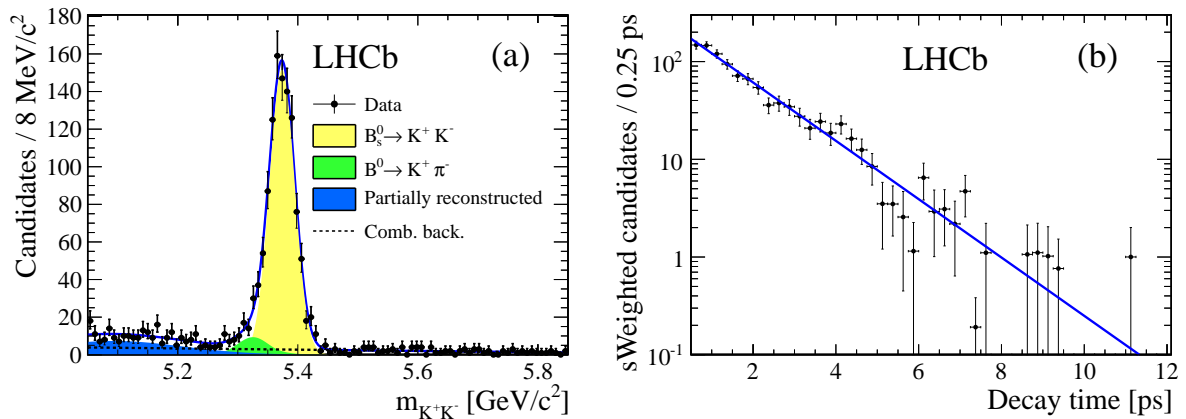 Candidates / 8 MeV/c²
180
160
140
120
100
80
60
40
20
0
LHCb
(a)
Data
B⁰ₛ → K⁺ K⁻
B⁰ → K⁺ π⁻
Partially reconstructed
Comb. back.
5.2
5.4
5.6
5.8
m_K⁺K⁻ [GeV/c²]
sWeighted candidates / 0.25 ps
10²
10
1
10⁻¹
LHCb
(b)
2
4
6
8
10
12
Decay time [ps]